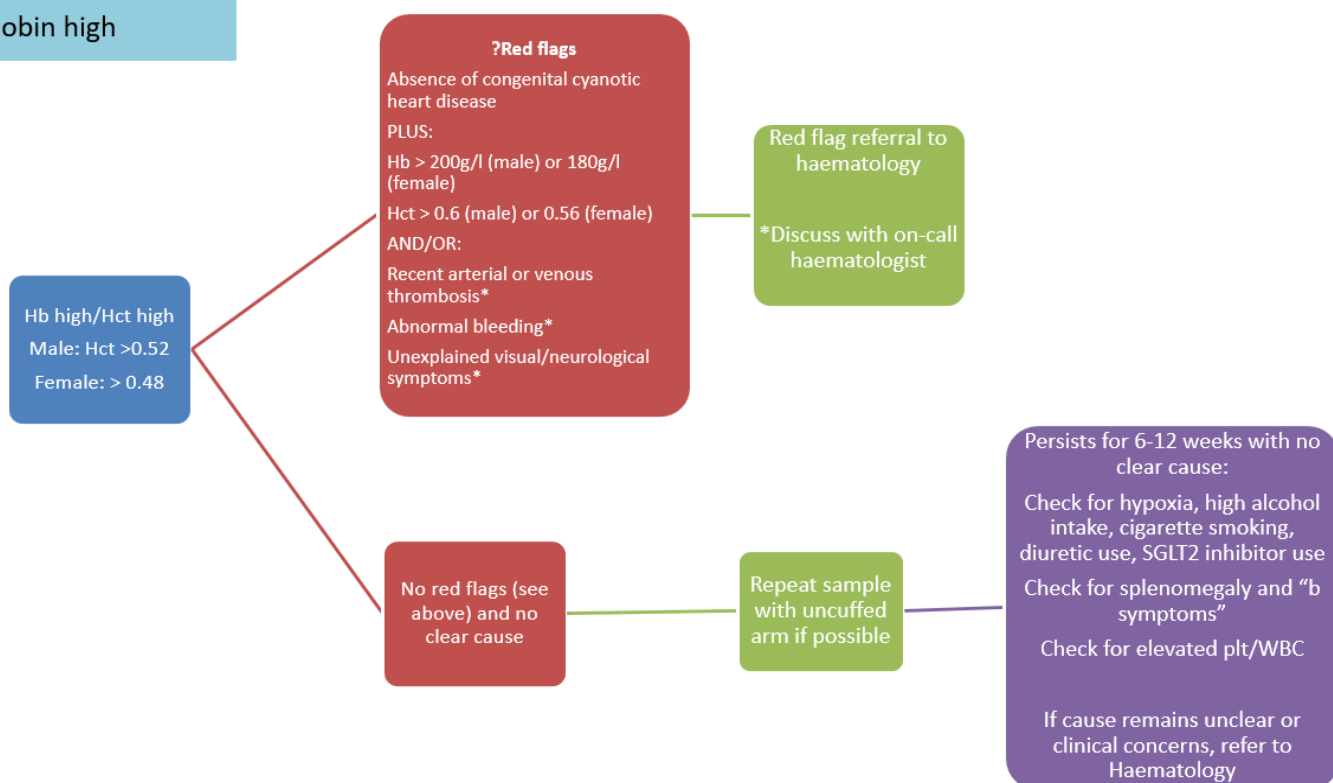 obin high
?Red flags
Absence of congenital cyanotic
heart disease
PLUS:
Hb > 200g/l (male) or 180g/l
(female)
Hct > 0.6 (male) or 0.56 (female)
AND/OR:
Recent arterial or venous
thrombosis*
Abnormal bleeding*
Unexplained visual/neurological
symptoms*
Red flag referral to
haematology
*Discuss with on-call
haematologist
Hb high/Hct high
Male: Hct >0.52
Female: > 0.48
No red flags (see
above) and no
clear cause
Repeat sample
with uncuffed
arm if possible
Persists for 6-12 weeks with no
clear cause:
Check for hypoxia, high alcohol
intake, cigarette smoking,
diuretic use, SGLT2 inhibitor use
Check for splenomegaly and “b
symptoms”
Check for elevated plt/WBC
If cause remains unclear or
clinical concerns, refer to
Haematology